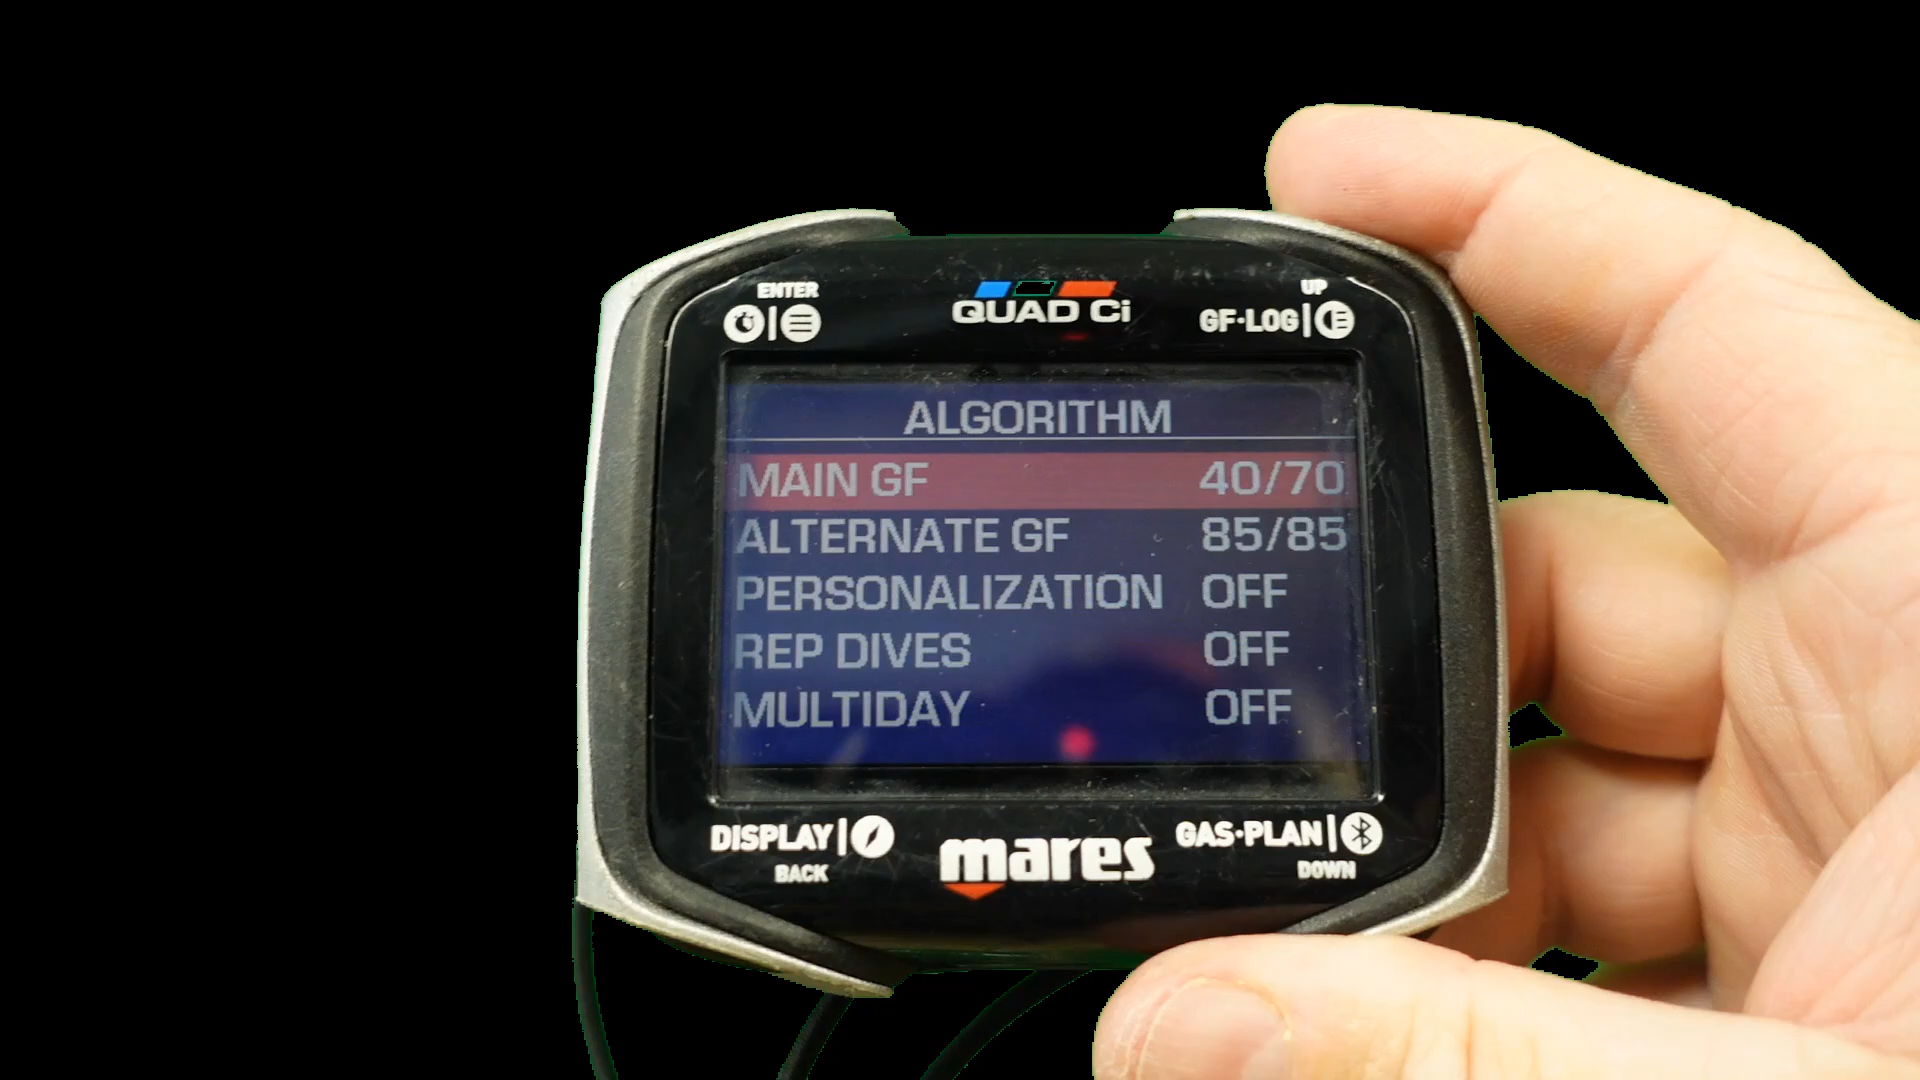 ENTER
QUAD Ci
UP
GF·LOG
ALGORITHM
MAIN GF 40/70
ALTERNATE GF 85/85
PERSONALIZATION OFF
REP DIVES OFF
MULTIDAY OFF
DISPLAY
BACK
mares
GAS·PLAN
DOWN